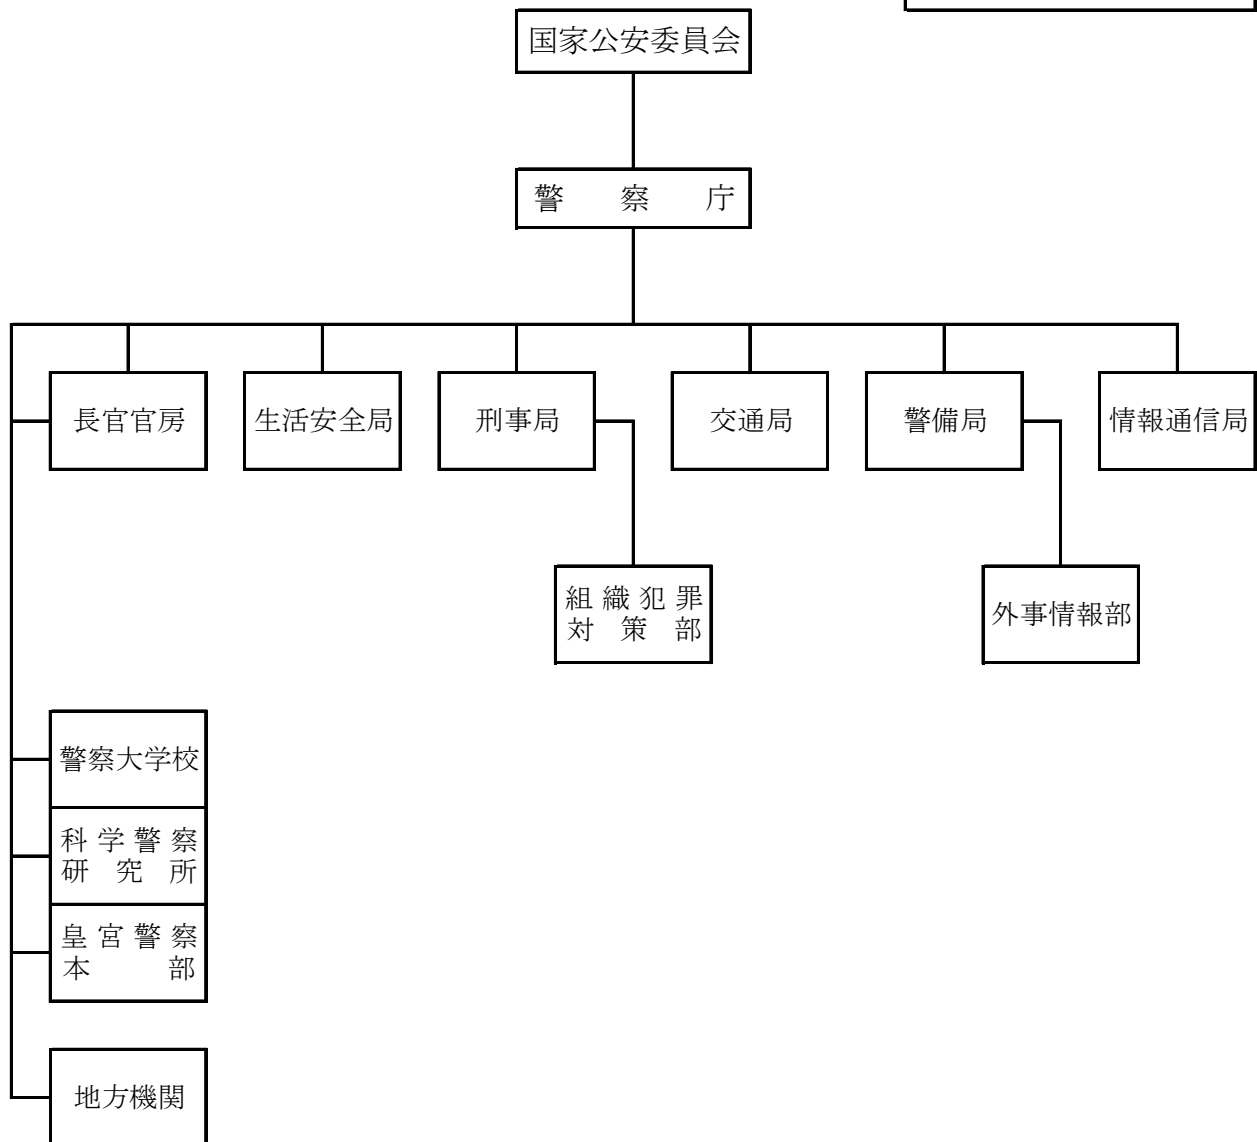 国家公安委員会
警察庁
長官官房
生活安全局
刑事局
交通局
警備局
情報通信局
組織犯罪
対策部
外事情報部
警察大学校
科学警察
研究所
皇宮警察
本部
地方機関